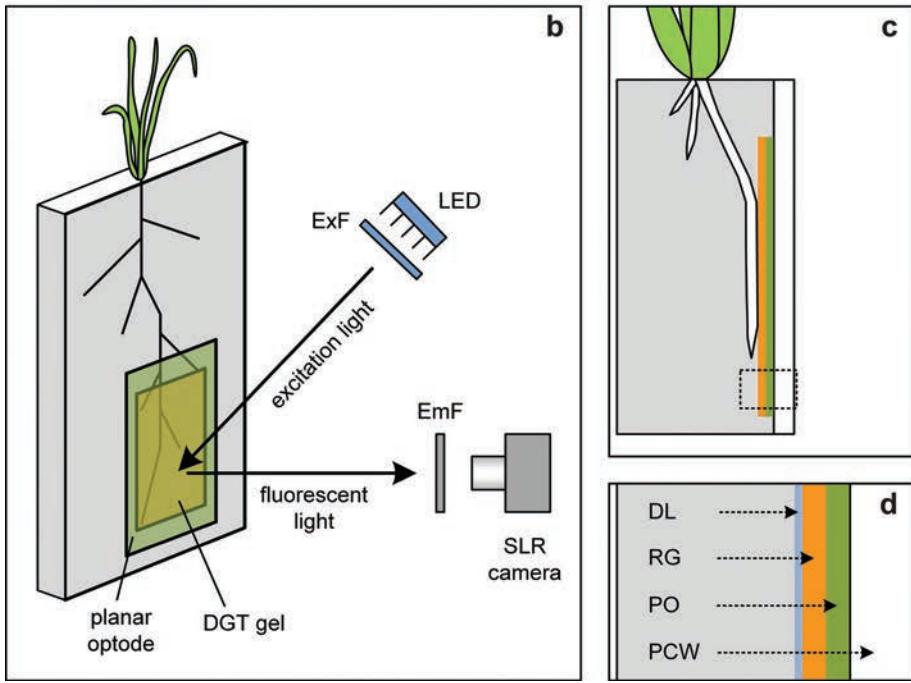 b
LED
ExF
excitation light
EmF
fluorescent
light
SLR
camera
planar
optode
DGT gel
c
d
DL
RG
PO
PCW